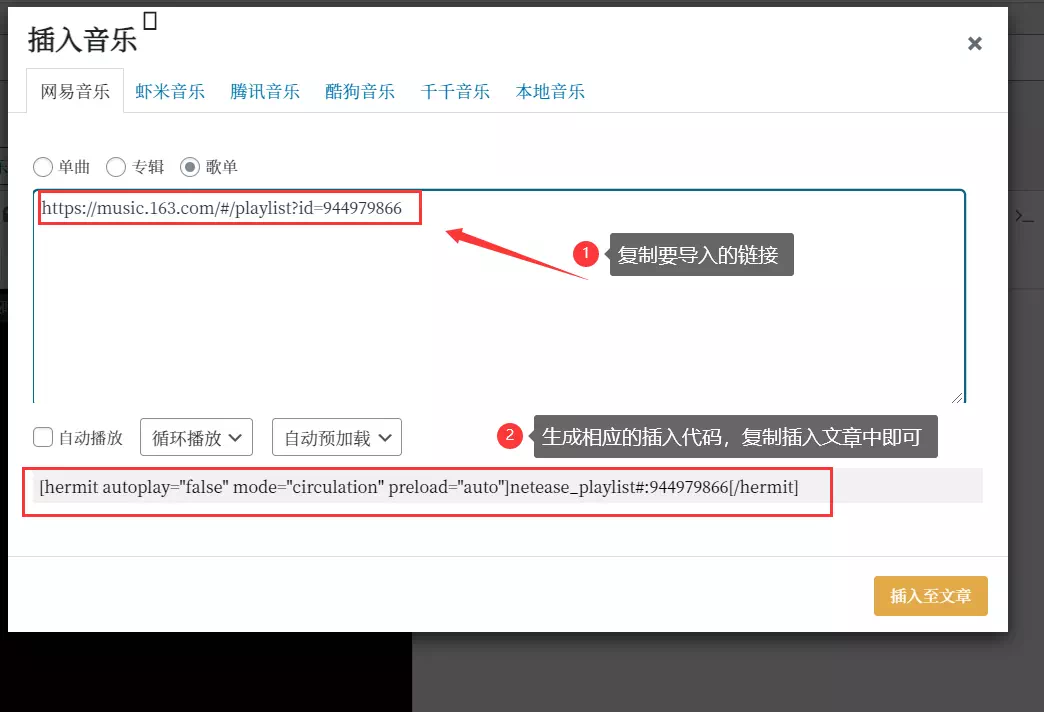 插入音乐
网易音乐 虾米音乐 腾讯音乐 酷狗音乐 千千音乐 本地音乐
单曲 专辑 歌单
https://music.163.com/#/playlist?id=944979866
1 复制要导入的链接
自动播放 循环播放 自动预加载
2 生成相应的插入代码，复制插入文章中即可
[hermit autoplay="false" mode="circulation" preload="auto"]netease_playlist#:944979866[/hermit]
插入至文章